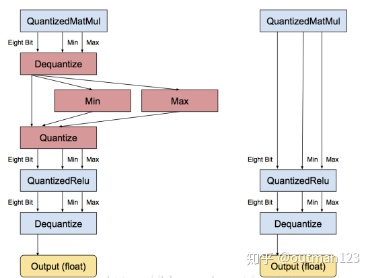 QuantizedMatMul
Eight Bit Min Max
Dequantize
Min Max
Quantize
Eight Bit Min Max
QuantizedRelu
Eight Bit Min Max
Dequantize
Output (float)
QuantizedMatMul
Eight Bit Min Max
QuantizedRelu
Eight Bit Min Max
Dequantize
Output (float)
知乎 @outman123